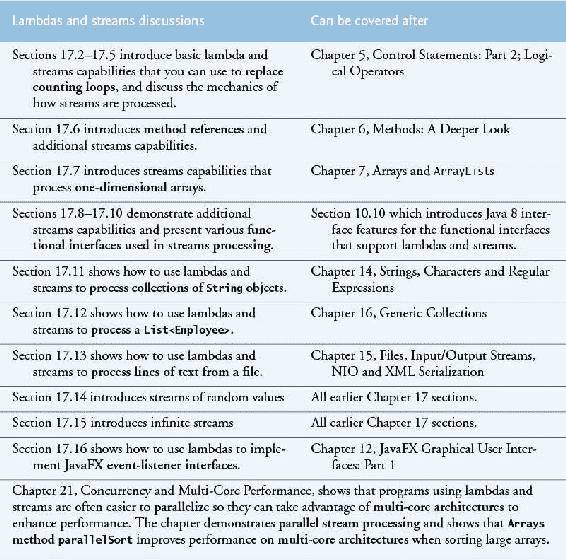 Lambdas and streams discussions
Can be covered after
Sections 17.2–17.5 introduce basic lambda and
streams capabilities that you can use to replace
counting loops, and discuss the mechanics of
how streams are processed.
Chapter 5, Control Statements: Part 2; Logi-
cal Operators
Section 17.6 introduces method references and
additional streams capabilities.
Chapter 6, Methods: A Deeper Look
Section 17.7 introduces streams capabilities that
process one-dimensional arrays.
Chapter 7, Arrays and ArrayLists
Sections 17.8–17.10 demonstrate additional
streams capabilities and present various func-
tional interfaces used in streams processing.
Section 10.10 which introduces Java 8 inter-
face features for the functional interfaces
that support lambdas and streams.
Section 17.11 shows how to use lambdas and
streams to process collections of String objects.
Chapter 14, Strings, Characters and Regular
Expressions
Section 17.12 shows how to use lambdas and
streams to process a List<Employee>.
Chapter 16, Generic Collections
Section 17.13 shows how to use lambdas and
streams to process lines of text from a file.
Chapter 15, Files, Input/Output Streams,
NIO and XML Serialization
Section 17.14 introduces streams of random values
All earlier Chapter 17 sections.
Section 17.15 introduces infinite streams
All earlier Chapter 17 sections.
Section 17.16 shows how to use lambdas to imple-
ment JavaFX event-listener interfaces.
Chapter 12, JavaFX Graphical User Inter-
faces: Part 1
Chapter 21, Concurrency and Multi-Core Performance, shows that programs using lambdas and
streams are often easier to parallelize so they can take advantage of multi-core architectures to
enhance performance. The chapter demonstrates parallel stream processing and shows that Arrays
method parallelSort improves performance on multi-core architectures when sorting large arrays.